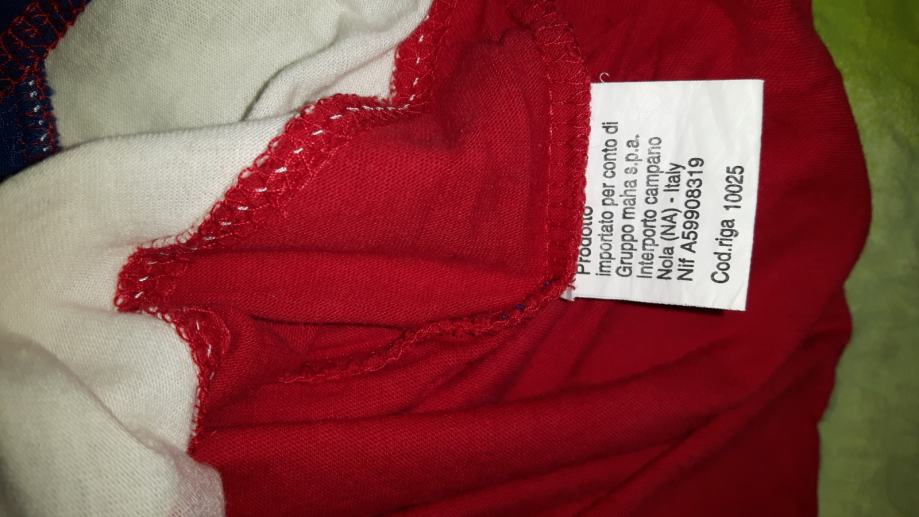 Prodotto
importato per conto di
Gruppo maha s.p.a.
Interporto campano
Nola (NA) - Italy
Nif A59908319
Cod.riga 10025